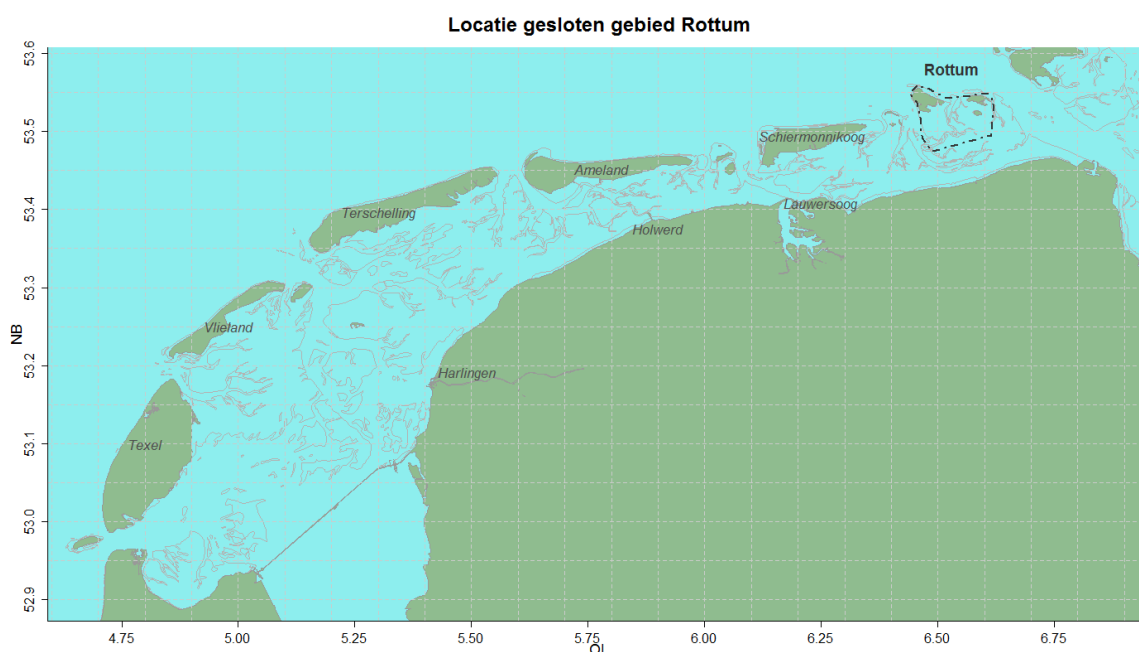 Locatie gesloten gebied Rottum
53.6
Rottum
53.5
Schiermonnikoog
Ameland
53.4
Terschelling
Lauwersoog
Holwerd
53.3
Vlieland
NB
53.2
Harlingen
53.1
Texel
53.0
52.9
4.75 5.00 5.25 5.50 5.75 6.00 6.25 6.50 6.75